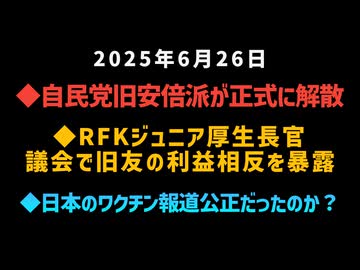 2025年6月26日
◆自民党旧安倍派が正式に解散
◆RFKジュニア厚生長官
議会で旧友の利益相反を暴露
◆日本のワクチン報道公正だったのか？